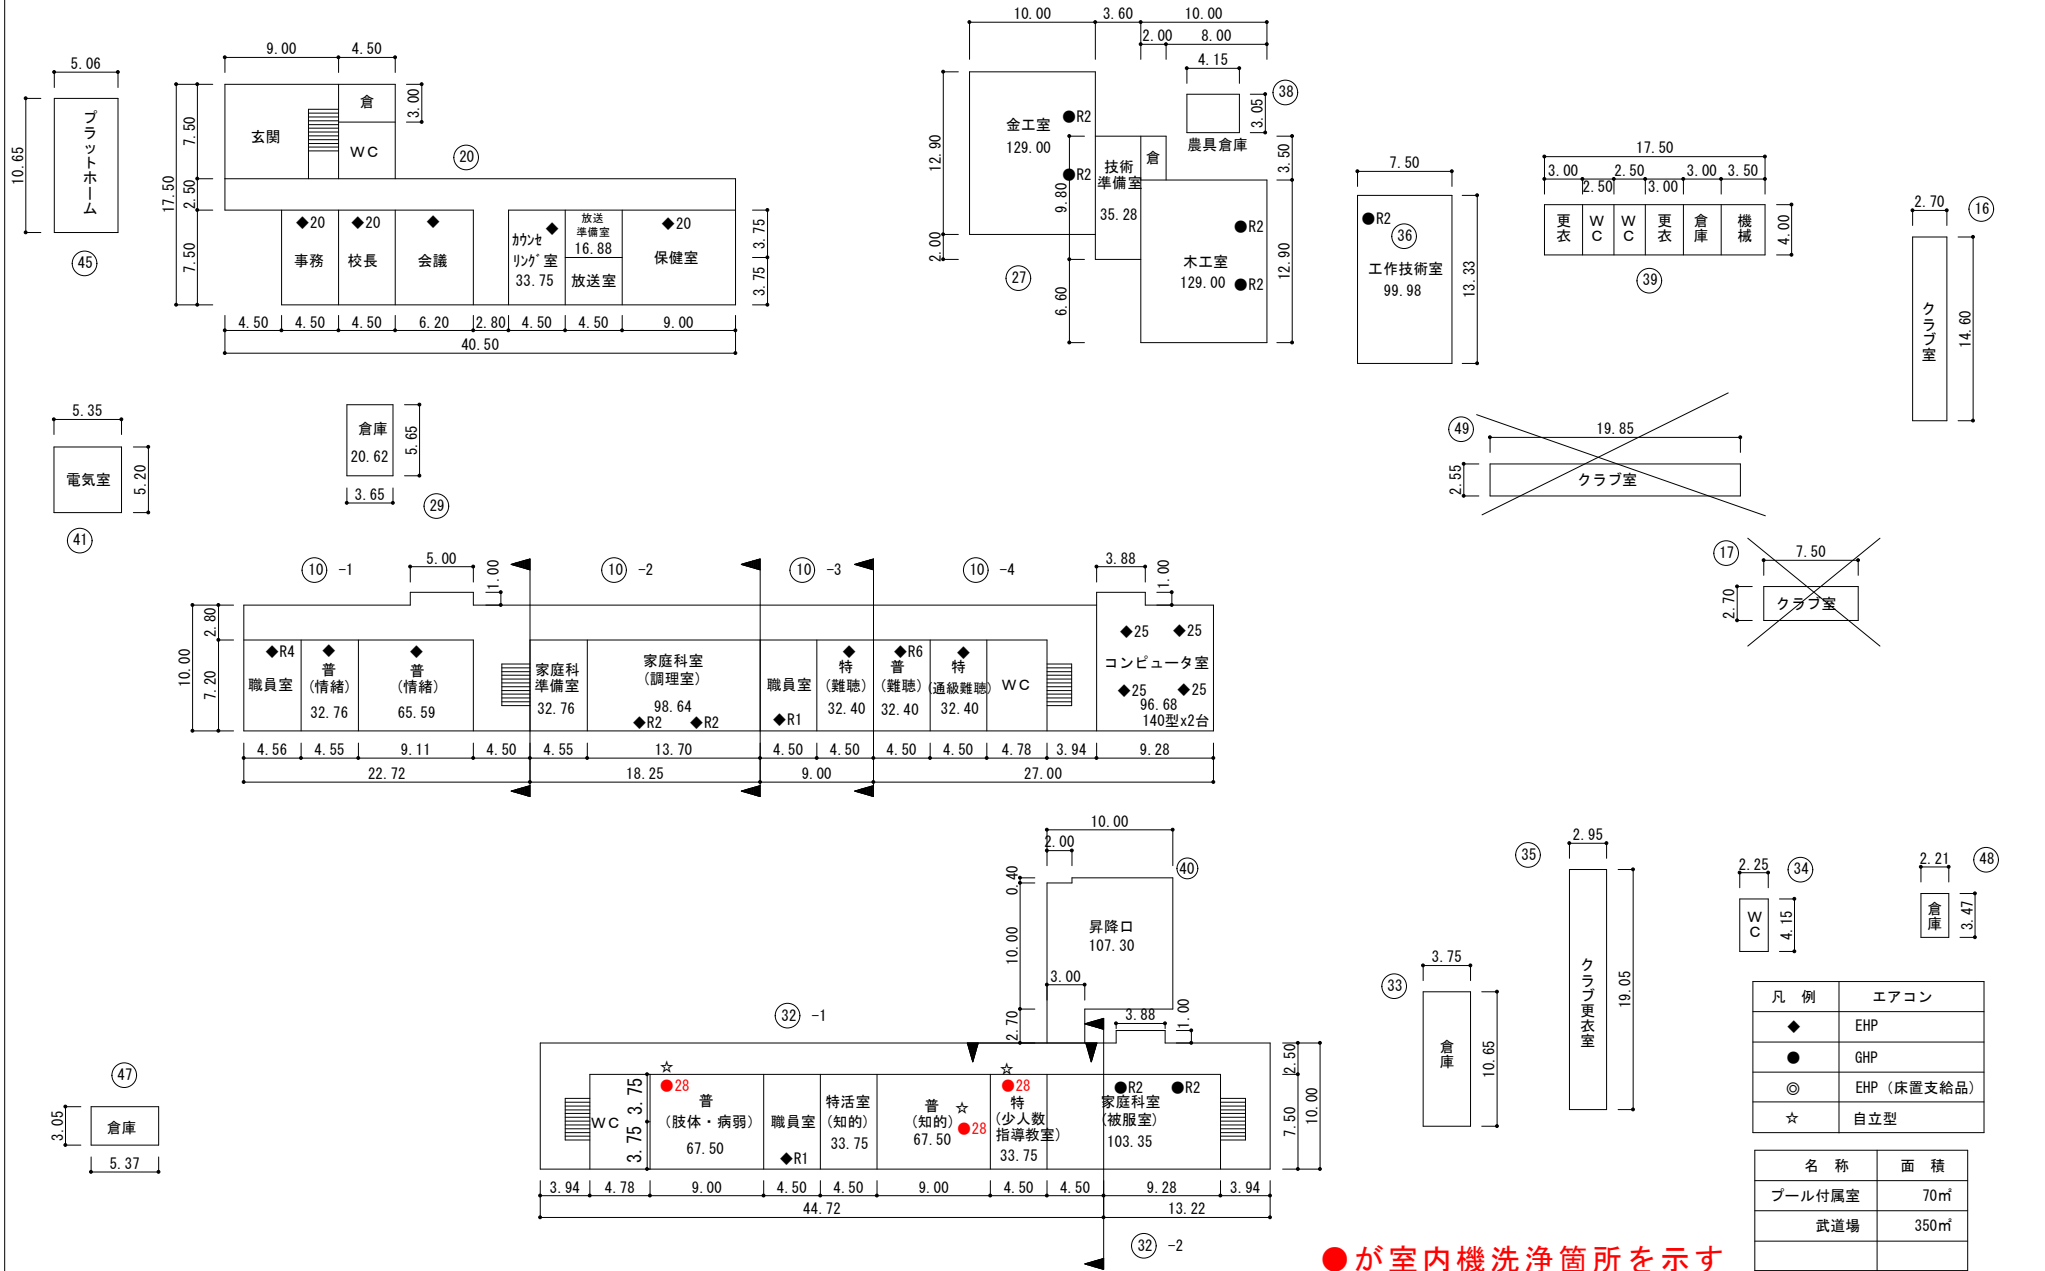 5.06
プラットホーム
10.65
45
9.00
4.50
倉
3.00
玄関
WC
7.50
2.50
7.50
17.50
20
◆20
◆20
◆
◆
◆20
事務
校長
会議
カウンセ
リング室
33.75
放送
準備室
16.88
放送室
保健室
3.75
3.75
4.50
4.50
4.50
6.20
2.80
4.50
4.50
9.00
40.50
10.00
3.60
10.00
2.00
8.00
4.15
38
3.05
農具倉庫
12.90
2.00
金工室
129.00
●R2
●R2
技術
準備室
35.28
倉
9.80
6.60
3.50
12.90
木工室
129.00
●R2
●R2
27
7.50
●R2
36
工作技術室
99.98
13.33
17.50
3.00
2.50
2.50
3.00
3.00
3.50
更衣
WC
WC
更衣
倉庫
機械
4.00
39
2.70
16
クラブ室
14.60
5.35
電気室
5.20
41
倉庫
20.62
5.65
3.65
29
49
19.85
2.55
クラブ室
17
7.50
2.70
クラブ室
10 -1
5.00
1.00
10 -2
10 -3
10 -4
3.88
1.00
10.00
2.80
7.20
◆R4
職員室
◆
普
(情緒)
32.76
◆
普
(情緒)
65.59
家庭科
準備室
32.76
家庭科室
(調理室)
98.64
◆R2
◆R2
職員室
◆R1
◆
特
(難聴)
32.40
◆R6
普
(難聴)
32.40
◆
特
(通級難聴)
32.40
WC
◆25
◆25
コンピュータ室
◆25
◆25
96.68
140型x2台
4.56
4.55
9.11
4.50
4.55
13.70
4.50
4.50
4.50
4.50
4.78
3.94
9.28
22.72
18.25
9.00
27.00
10.00
2.00
40
0.40
10.00
2.70
昇降口
107.30
3.00
3.88
1.00
32 -1
WC
3.75
3.75
☆
●28
普
(肢体・病弱)
67.50
職員室
◆R1
特活室
(知的)
33.75
普
(知的)
67.50
☆
●28
☆
●28
特
(少人数
指導教室)
33.75
●R2
●R2
家庭科室
(被服室)
103.35
2.50
7.50
10.00
3.94
4.78
9.00
4.50
4.50
9.00
4.50
4.50
9.28
3.94
44.72
13.22
32 -2
47
3.05
倉庫
5.37
33
3.75
倉庫
10.65
35
2.95
クラブ更衣室
19.05
2.25
34
WC
4.15
2.21
48
倉庫
3.47
凡 例 エアコン
◆ EHP
● GHP
◎ EHP (床置支給品)
☆ 自立型
名 称 面 積
プール付属室 70㎡
武道場 350㎡
●が室内機洗浄箇所を示す